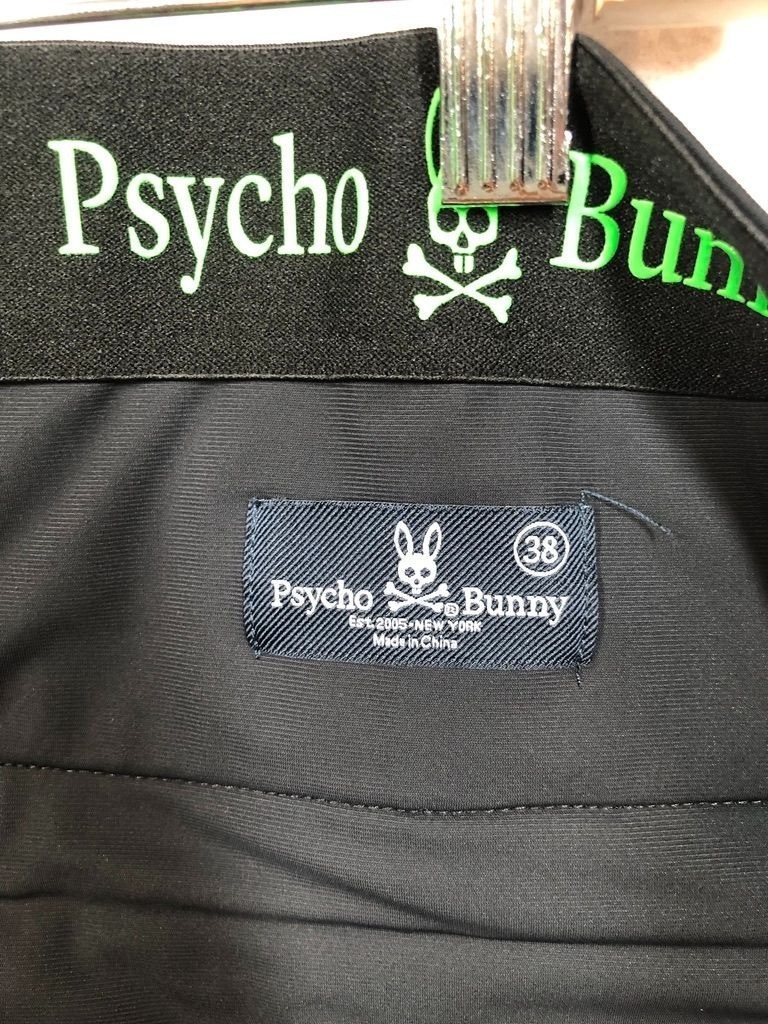 Psycho Bun
38
Psycho ® Bunny
Est. 2005 • NEW YORK
Made in China